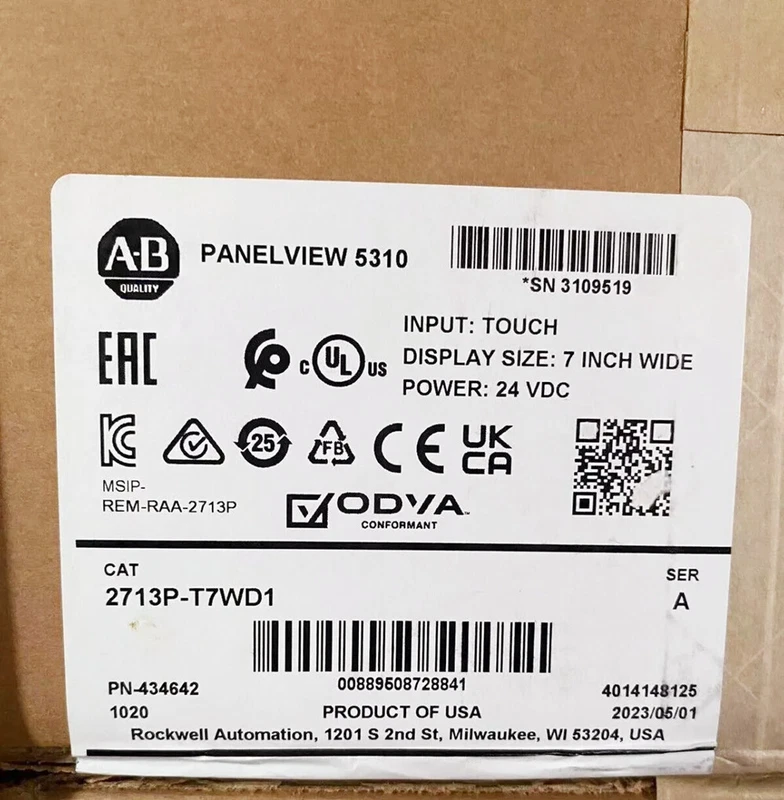 A-B
QUALITY
PANELVIEW 5310
*SN 3109519
INPUT: TOUCH
DISPLAY SIZE: 7 INCH WIDE
POWER: 24 VDC
EAC
C UL US
KC
25
FB
CE
UK
CA
MSIP-
REM-RAA-2713P
ODVA
CONFORMANT
CAT
2713P-T7WD1
SER
A
00889508728841
PN-434642
4014148125
1020
PRODUCT OF USA
2023/05/01
Rockwell Automation, 1201 S 2nd St, Milwaukee, WI 53204, USA